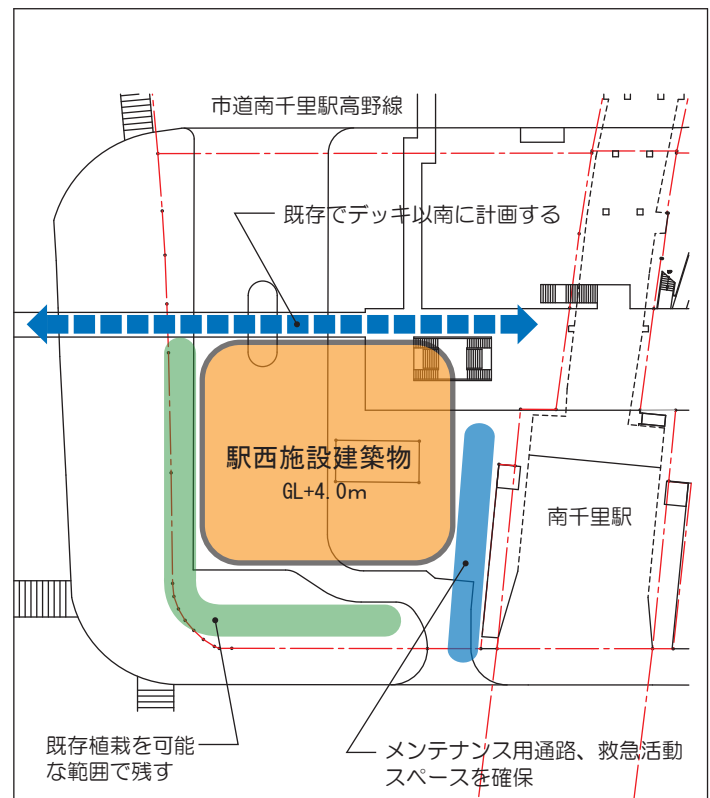 市道南千里駅高野線
既存でデッキ以南に計画する
駅西施設建築物
GL+4.0m
南千里駅
既存植栽を可能
な範囲で残す
メンテナンス用通路、救急活動
スペースを確保